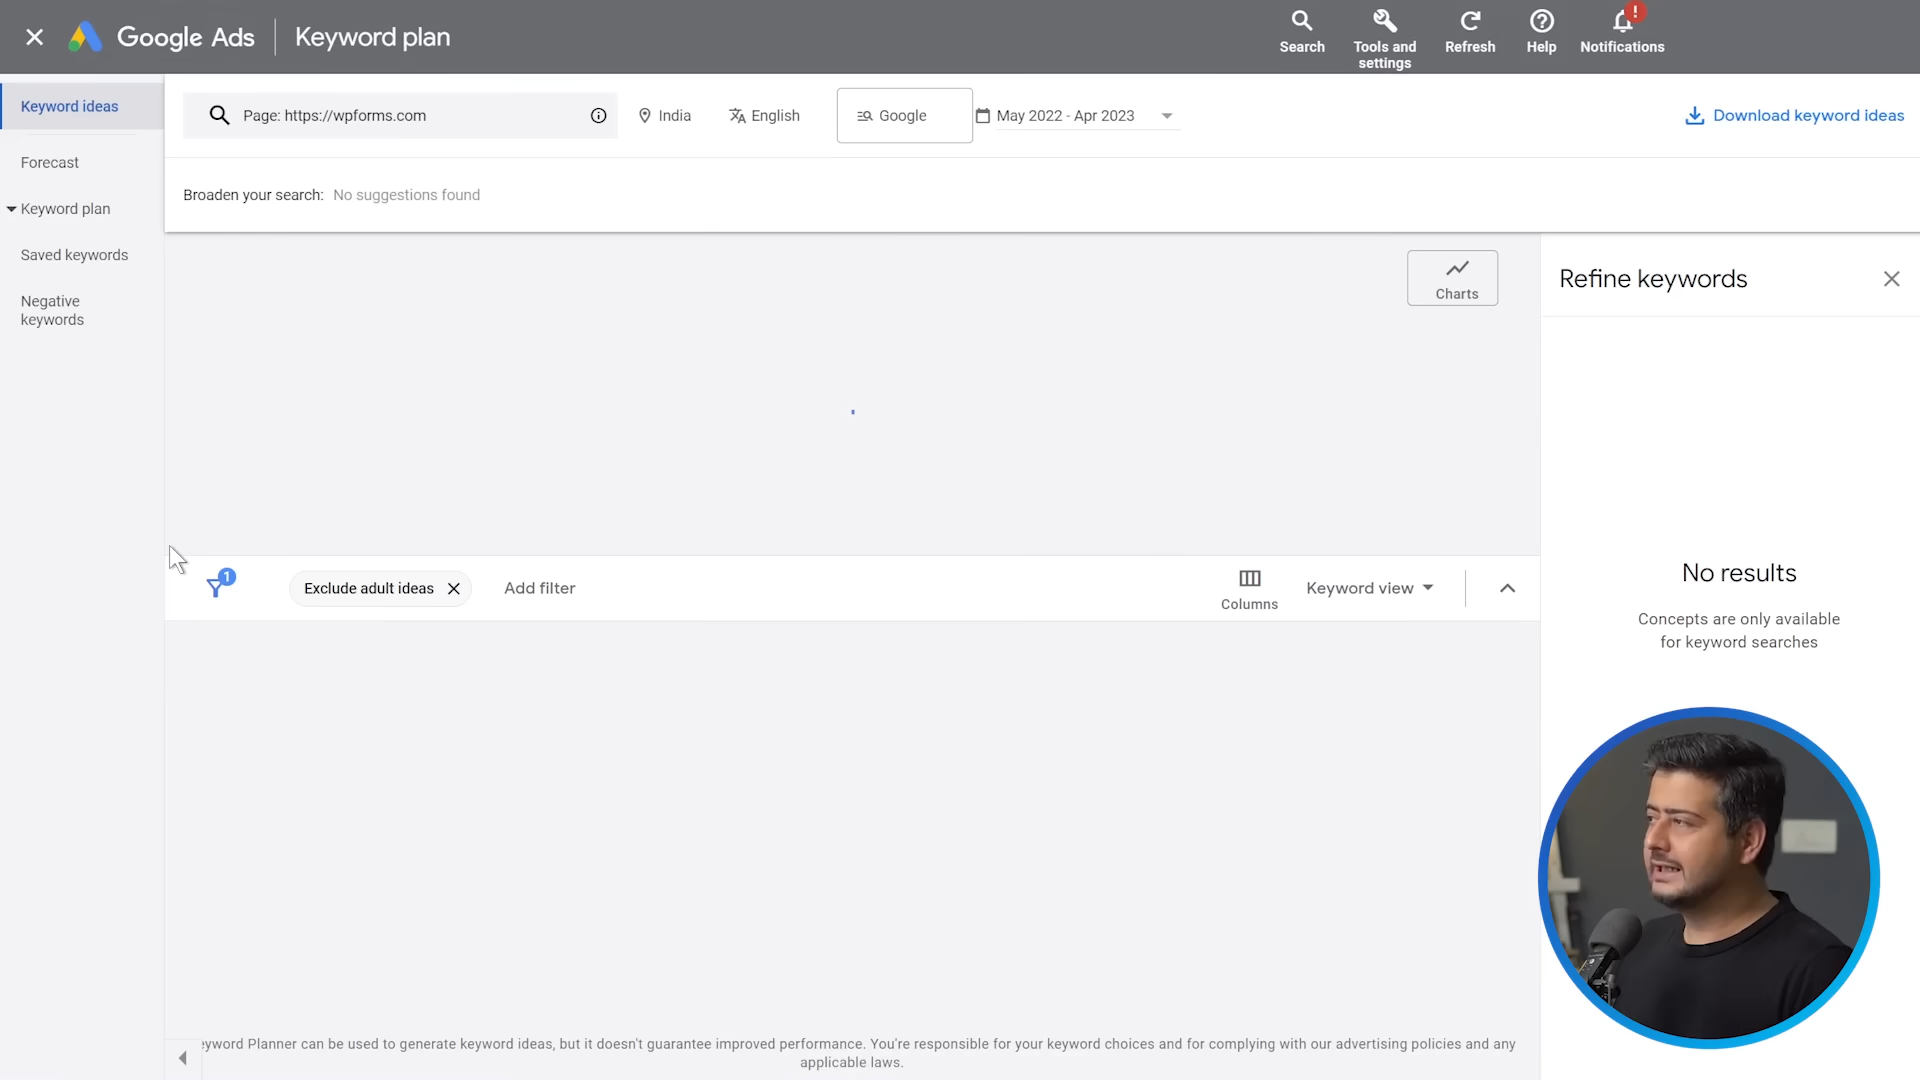 Google Ads
Keyword plan
Search
Tools and
settings
Refresh
Help
!
Notifications
Keyword ideas
Forecast
Keyword plan
Saved keywords
Negative
keywords
Page: https://wpforms.com
India
English
Google
May 2022 - Apr 2023
Download keyword ideas
Broaden your search: No suggestions found
Charts
Refine keywords
No results
Concepts are only available
for keyword searches
1
Exclude adult ideas
Add filter
Columns
Keyword view
eyword Planner can be used to generate keyword ideas, but it doesn't guarantee improved performance. You're responsible for your keyword choices and for complying with our advertising policies and any
applicable laws.